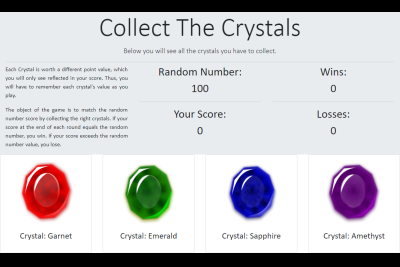 Collect The Crystals
Below you will see all the crystals you have to collect.
Each Crystal is worth a different point value, which
you will only see reflected in your score. Thus, you
will have to remember each crystal's value as you
play.
The object of the game is to match the random
number score by collecting the right crystals. If your
score at the end of each round equals the random
number, you win. If your score exceeds the random
number value, you lose.
Random Number:
100
Wins:
0
Your Score:
0
Losses:
0
Crystal: Garnet
Crystal: Emerald
Crystal: Sapphire
Crystal: Amethyst